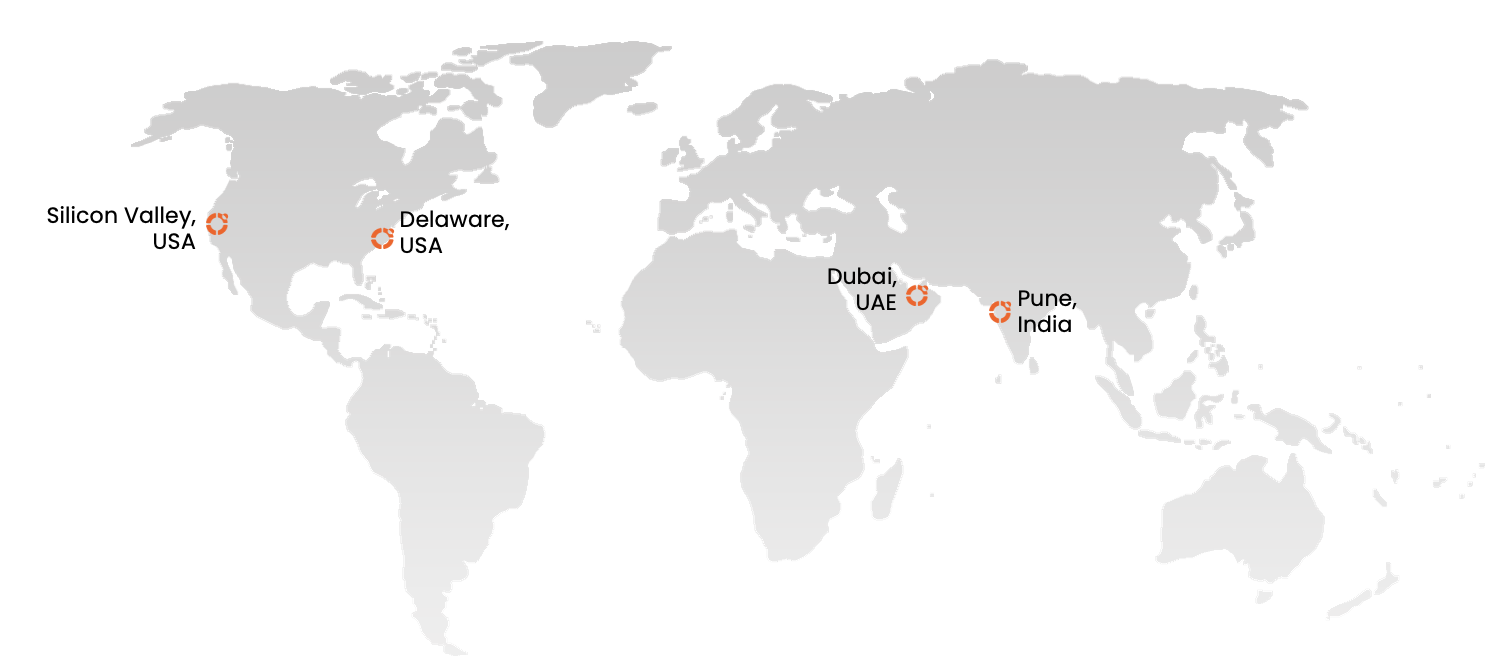 Silicon Valley,
USA
Delaware,
USA
Dubai,
UAE
Pune,
India